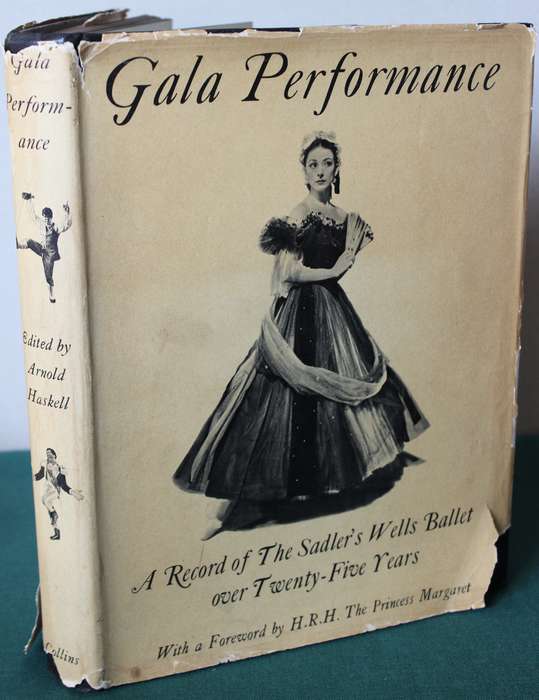 Gala Performance
A Record of The Sadler's Wells Ballet
over Twenty-Five Years
With a Foreword by H.R.H. The Princess Margaret
Gala
Perform-
ance
Edited by
Arnold
Haskell
Collins